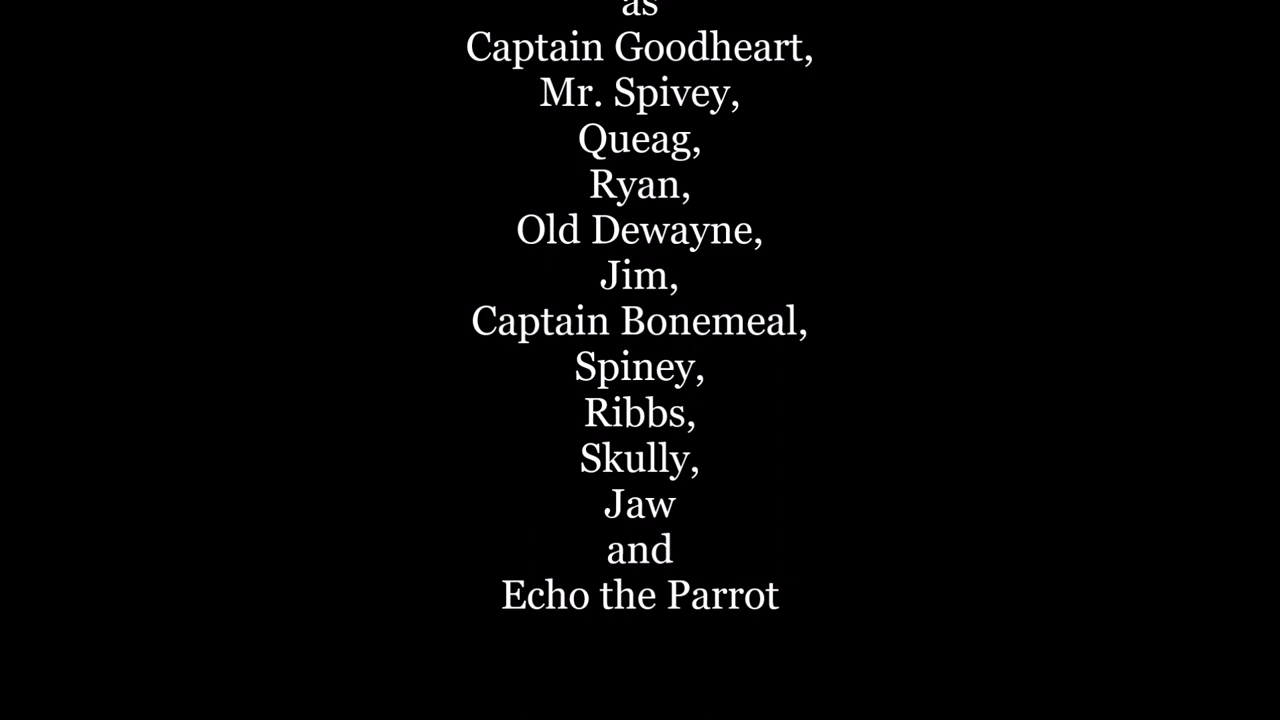 as
Captain Goodheart,
Mr. Spivey,
Queag,
Ryan,
Old Dewayne,
Jim,
Captain Bonemeal,
Spiney,
Ribbs,
Skully,
Jaw
and
Echo the Parrot